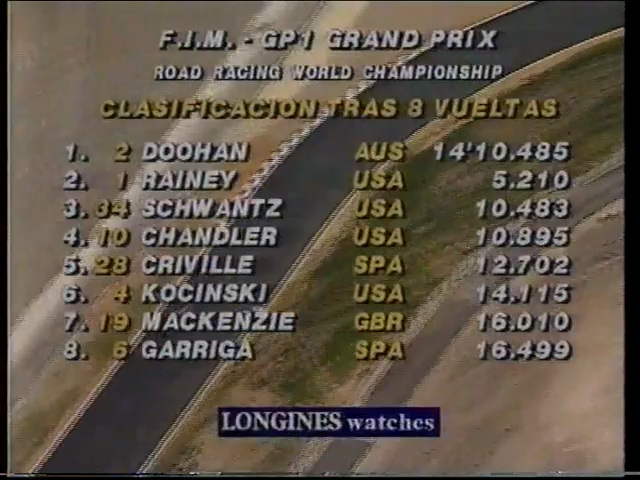 F.I.M. - GP1 GRAND PRIX
ROAD RACING WORLD CHAMPIONSHIP
CLASIFICACION TRAS 8 VUELTAS
1. 2 DOOHAN AUS 14'10.485
2. 1 RAINEY USA 5.210
3. 34 SCHWANTZ USA 10.483
4. 10 CHANDLER USA 10.895
5. 28 CRIVILLE SPA 12.702
6. 4 KOCINSKI USA 14.115
7. 19 MACKENZIE GBR 16.010
8. 6 GARRIGA SPA 16.499
LONGINES watches